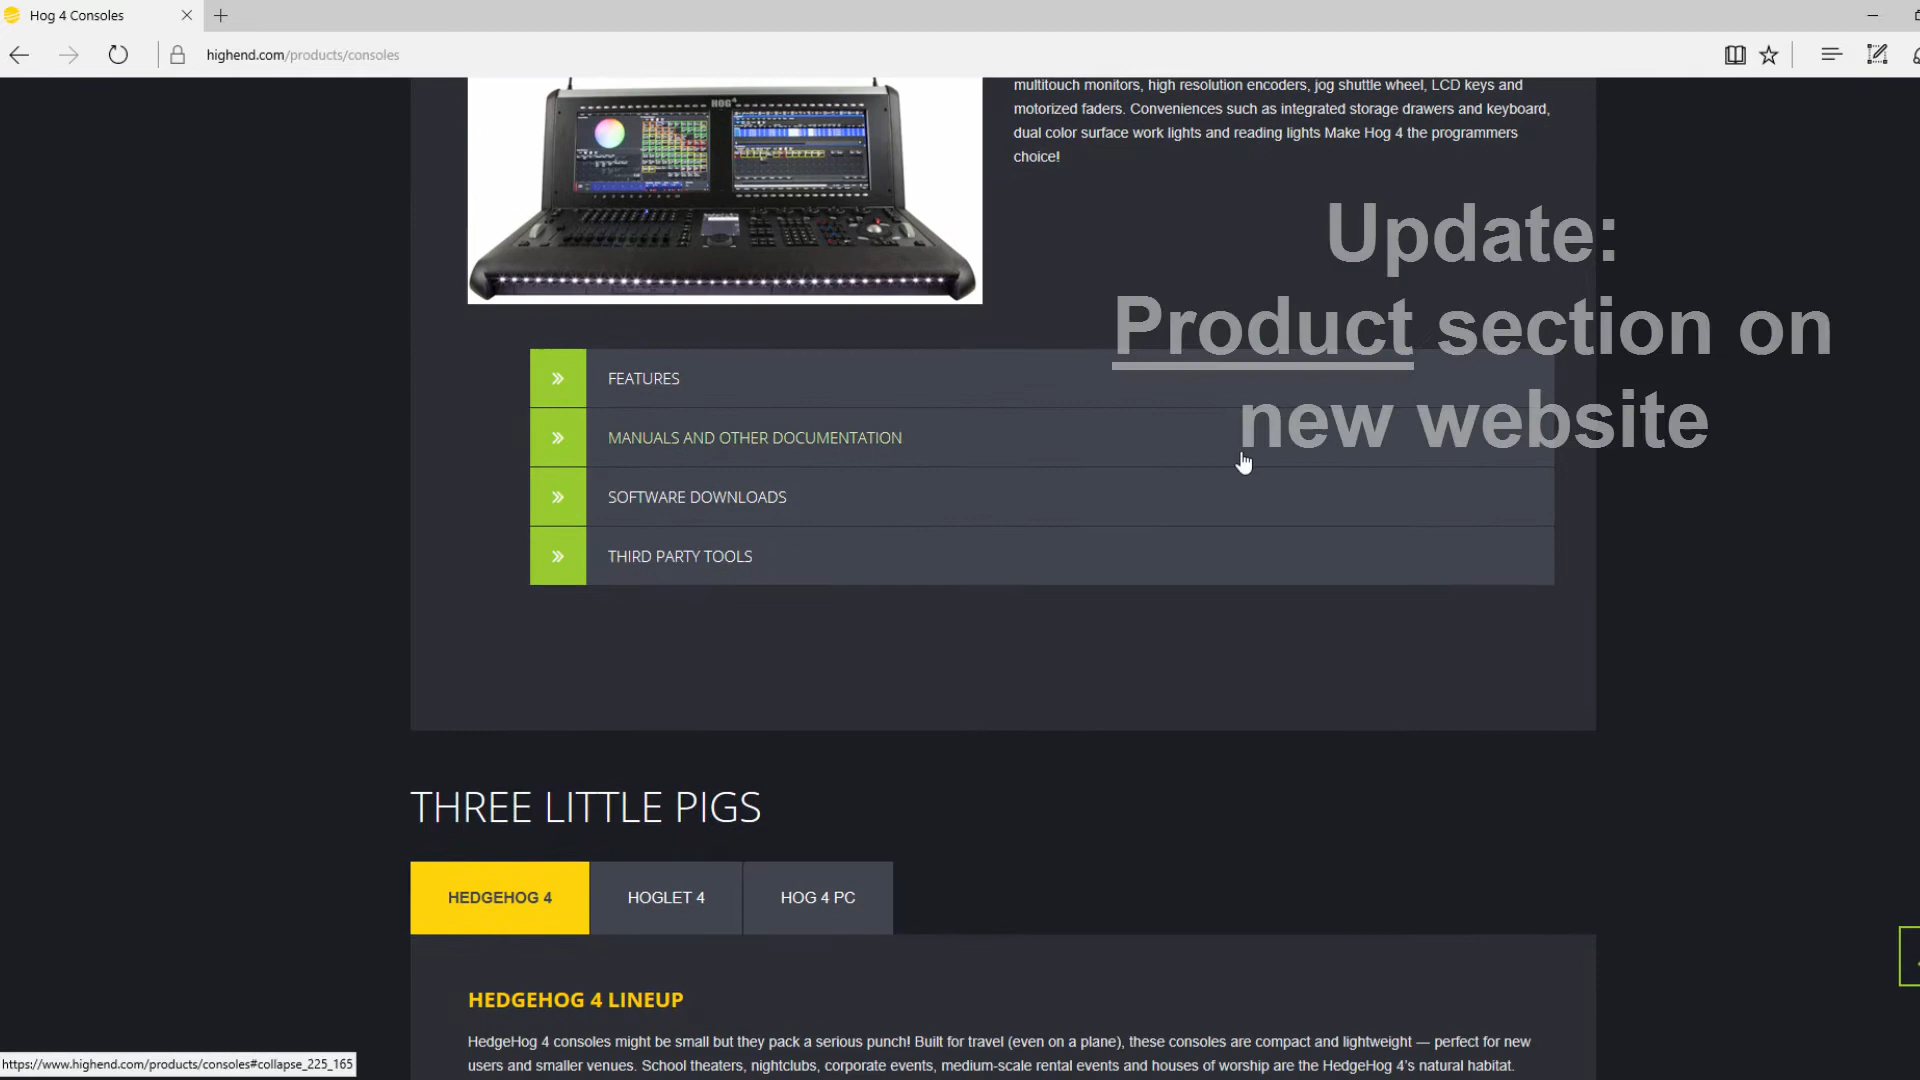 Hog 4 Consoles
highend.com/products/consoles
HOG4
multitouch monitors, high resolution encoders, jog shuttle wheel, LCD keys and
motorized faders. Conveniences such as integrated storage drawers and keyboard,
dual color surface work lights and reading lights Make Hog 4 the programmers
choice!
Update:
Product section on
new website
FEATURES
MANUALS AND OTHER DOCUMENTATION
SOFTWARE DOWNLOADS
THIRD PARTY TOOLS
THREE LITTLE PIGS
HEDGEHOG 4
HOGLET 4
HOG 4 PC
HEDGEHOG 4 LINEUP
HedgeHog 4 consoles might be small but they pack a serious punch! Built for travel (even on a plane), these consoles are compact and lightweight — perfect for new
users and smaller venues. School theaters, nightclubs, corporate events, medium-scale rental events and houses of worship are the HedgeHog 4's natural habitat.
https://www.highend.com/products/consoles#collapse_225_165